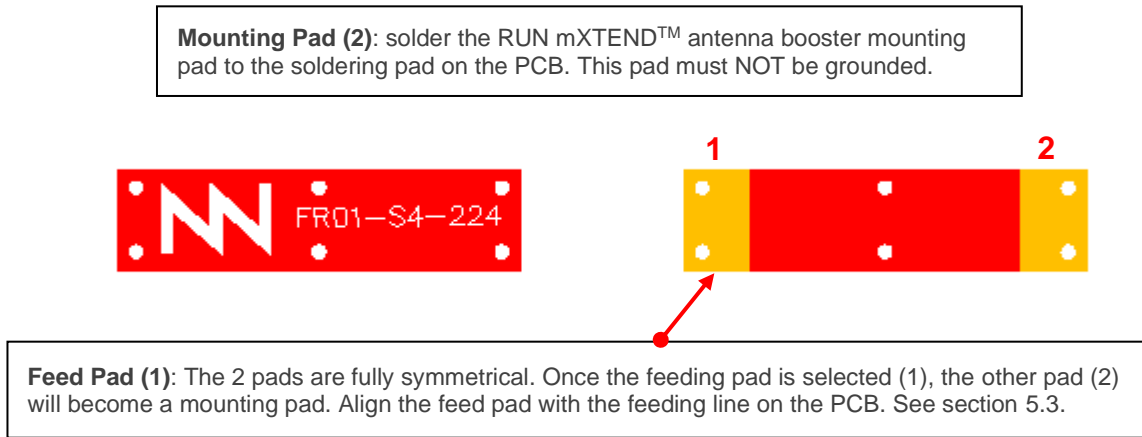 Mounting Pad (2): solder the RUN mXTEND™ antenna booster mounting
pad to the soldering pad on the PCB. This pad must NOT be grounded.
1
2
FR01-S4-224
Feed Pad (1): The 2 pads are fully symmetrical. Once the feeding pad is selected (1), the other pad (2)
will become a mounting pad. Align the feed pad with the feeding line on the PCB. See section 5.3.